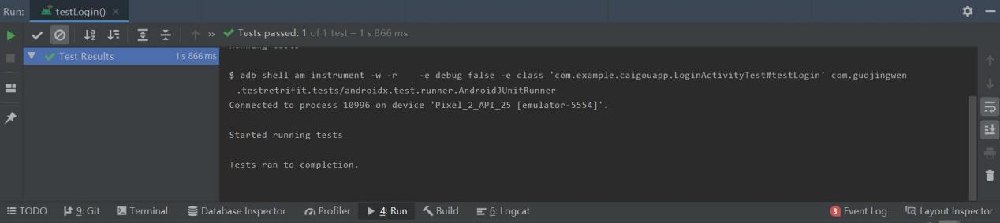 Run: testLogin()
Tests passed: 1 of 1 test – 1 s 866 ms
Test Results 1 s 866 ms
$ adb shell am instrument -w -r    -e debug false -e class 'com.example.caigouapp.LoginActivityTest#testLogin' com.guojingwen
.testretrifit.tests/androidx.test.runner.AndroidJUnitRunner
Connected to process 10996 on device 'Pixel_2_API_25 [emulator-5554]'.
Started running tests
Tests ran to completion.
TODO 9: Git Terminal Database Inspector Profiler 4: Run Build 6: Logcat 3 Event Log Layout Inspector